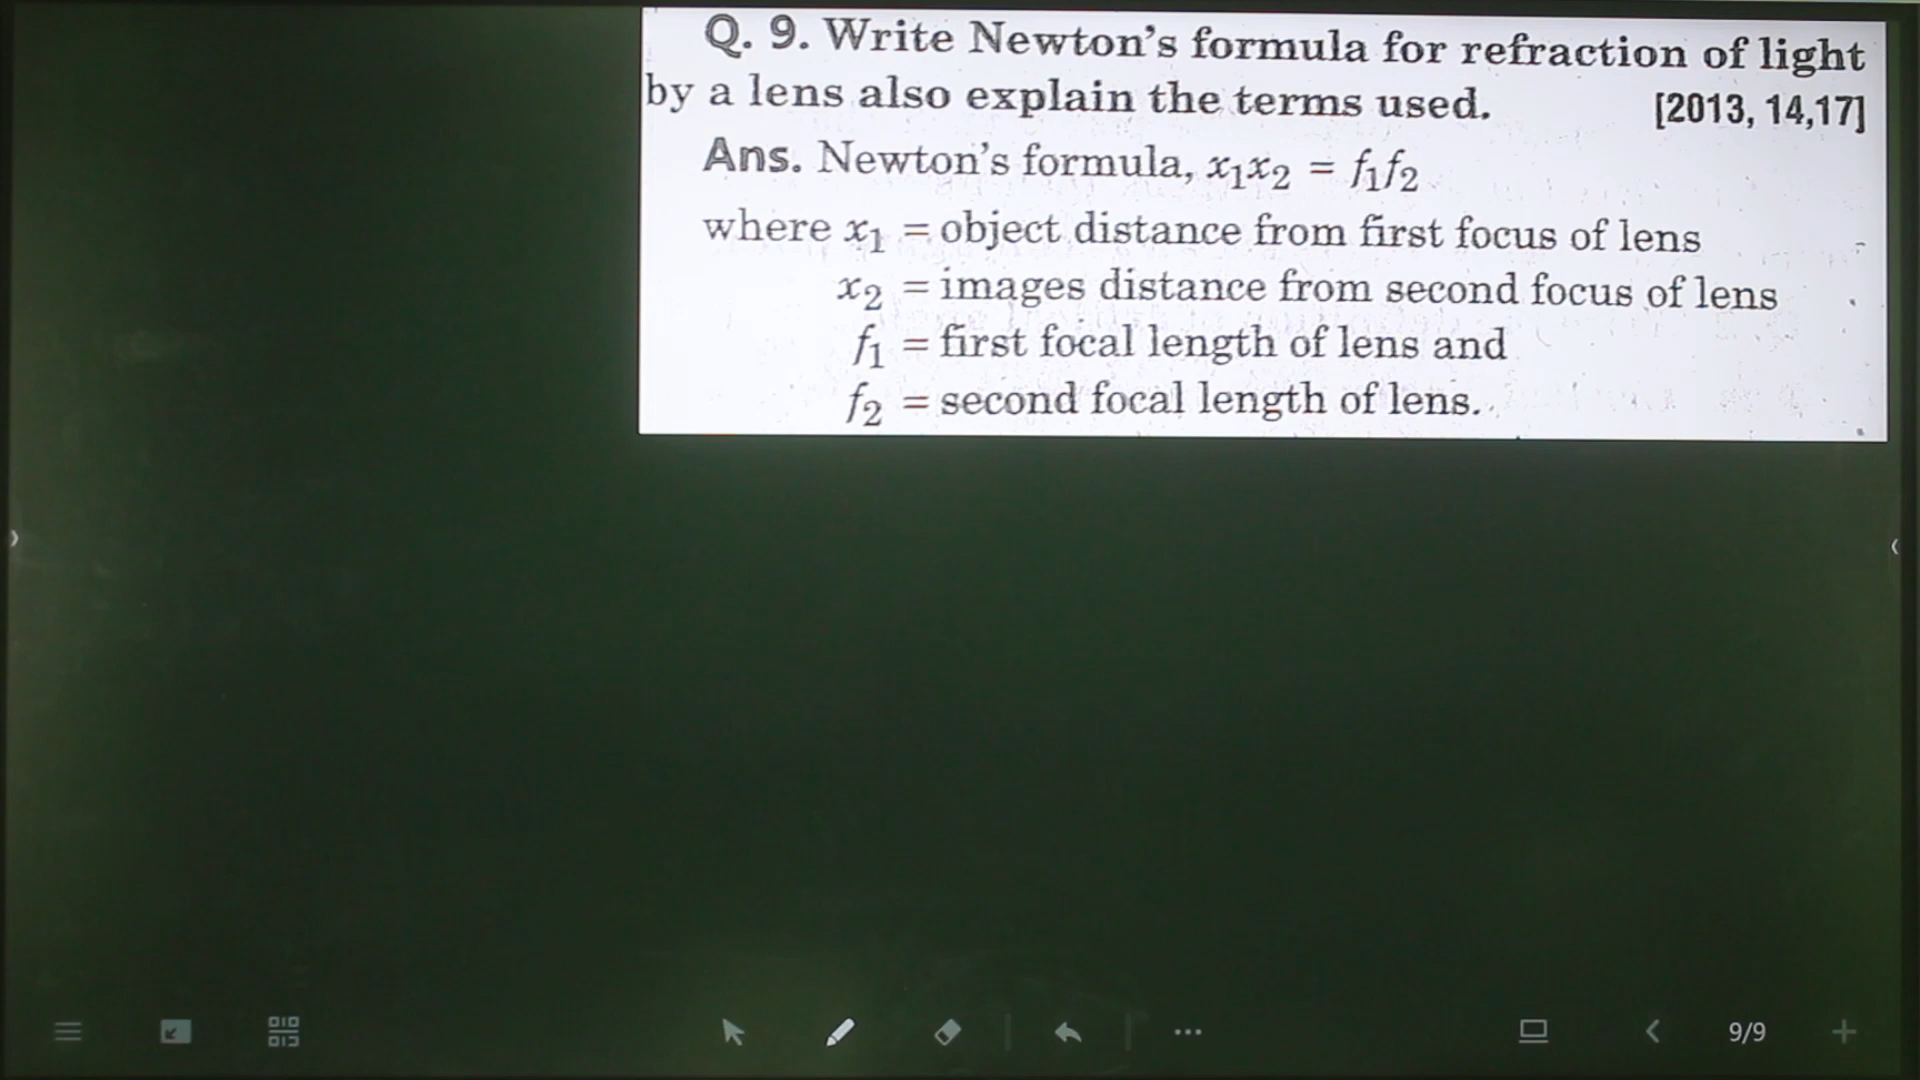 Q. 9. Write Newton's formula for refraction of light
by a lens also explain the terms used. [2013, 14,17]
Ans. Newton's formula, x₁x₂ = f₁f₂
where x₁ = object distance from first focus of lens
x₂ = images distance from second focus of lens
f₁ = first focal length of lens and
f₂ = second focal length of lens.
9/9